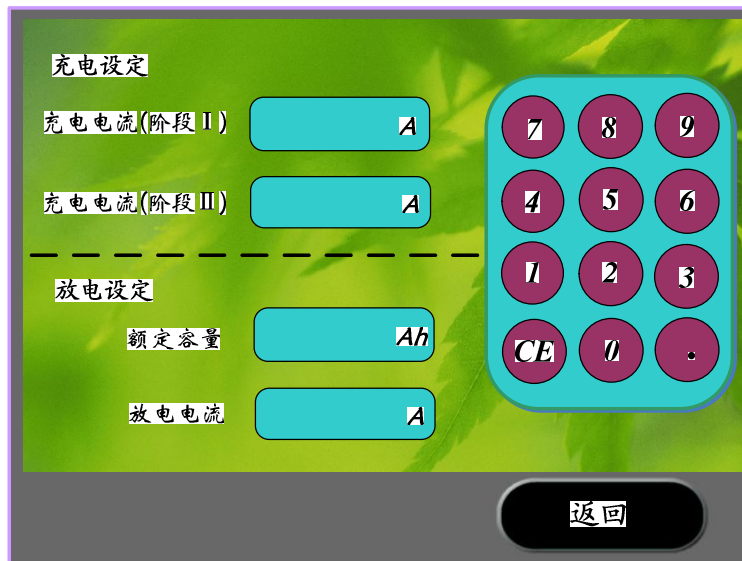 充电设定
充电电流(阶段Ⅰ)
A
充电电流(阶段Ⅱ)
A
放电设定
额定容量
Ah
放电电流
A
7 8 9
4 5 6
1 2 3
CE 0 .
返回